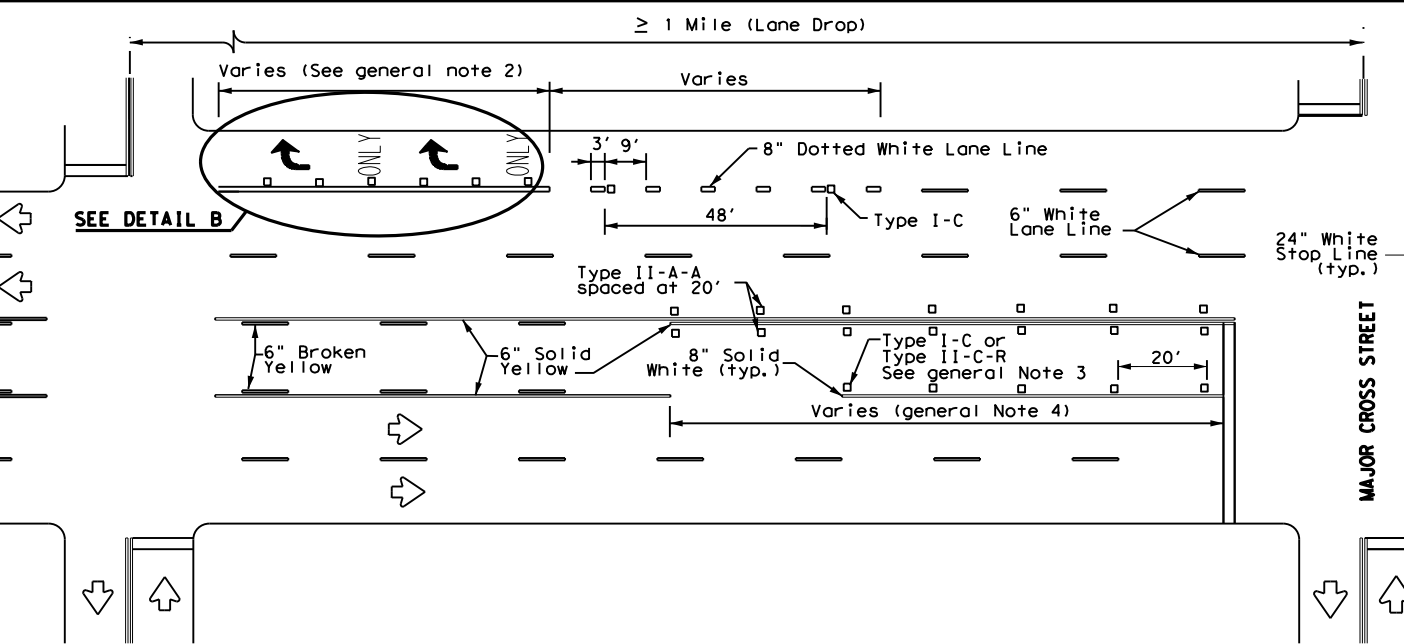 ≥ 1 Mile (Lane Drop)
Varies (See general note 2)
Varies
ONLY
ONLY
3' 9'
8" Dotted White Lane Line
SEE DETAIL B
48'
Type I-C
6" White
Lane Line
24" White
Stop Line
(typ.)
Type II-A-A
spaced at 20'
6" Broken
Yellow
6" Solid
Yellow
8" Solid
White (typ.)
Type I-C or
Type II-C-R
See general Note 3
20'
Varies (general Note 4)
MAJOR CROSS STREET